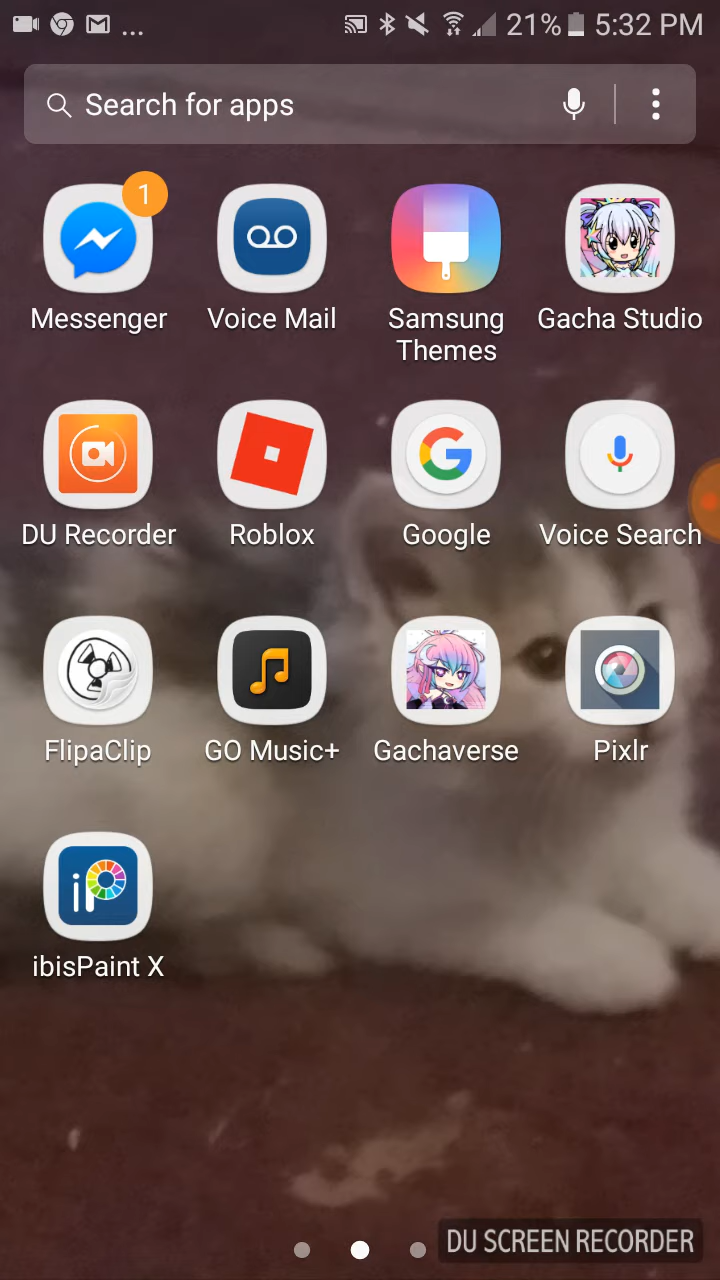 ... 21% 5:32 PM
Search for apps
1
Messenger Voice Mail Samsung Themes Gacha Studio
DU Recorder Roblox Google Voice Search
FlipaClip GO Music+ Gachaverse Pixlr
iP
ibisPaint X
DU SCREEN RECORDER